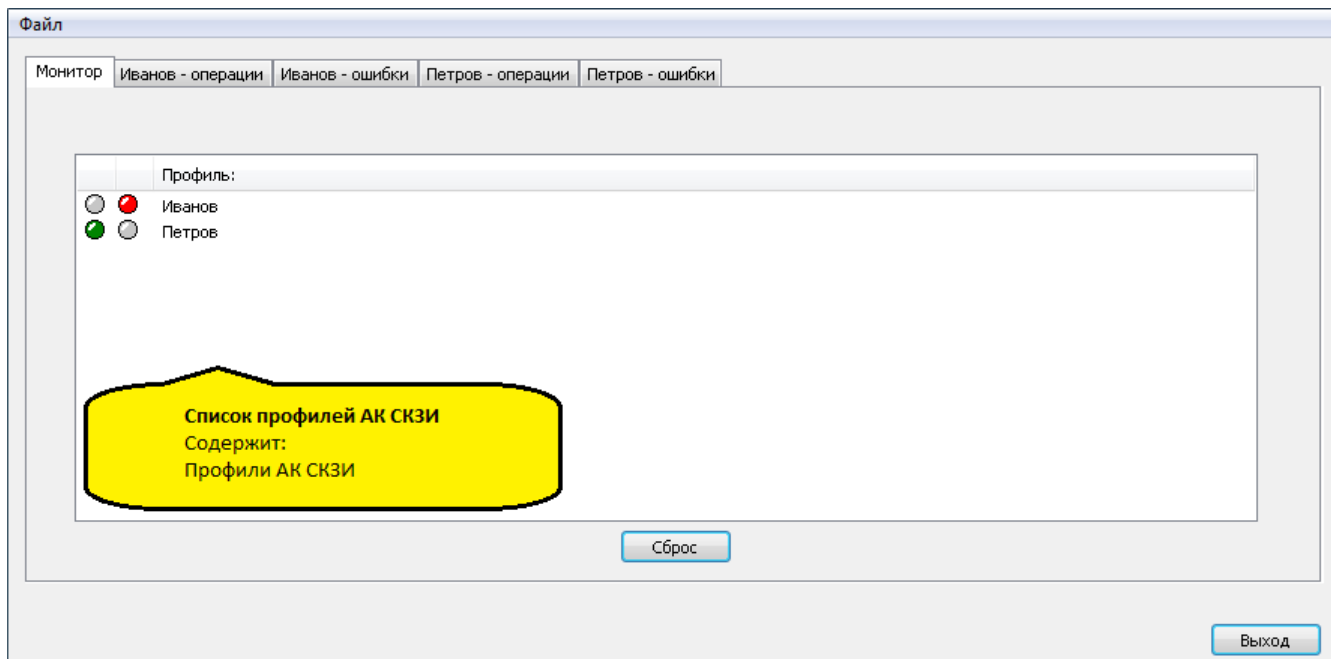 Файл
Монитор Иванов - операции Иванов - ошибки Петров - операции Петров - ошибки
Профиль:
Иванов
Петров
Список профилей АК СКЗИ
Содержит:
Профили АК СКЗИ
Сброс
Выход